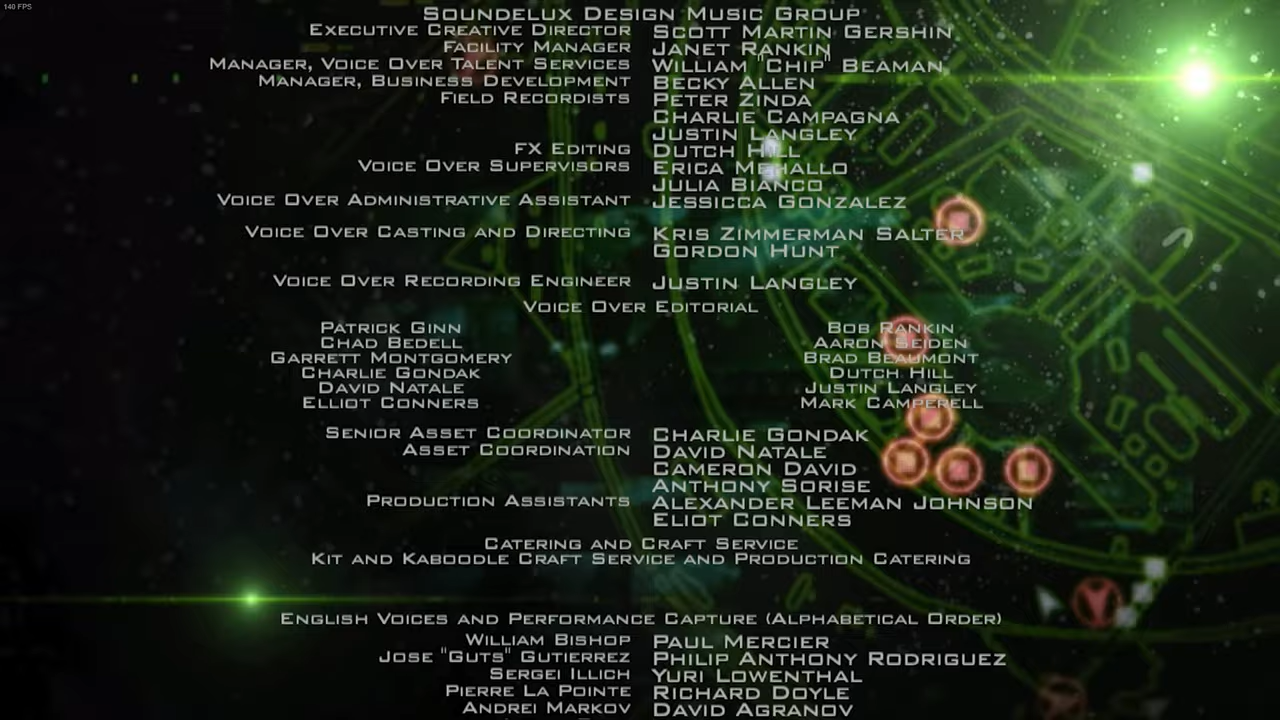 140 FPS
Soundelux Design Music Group
Executive Creative Director Scott Martin Gershin
Facility Manager Janet Rankin
Manager, Voice Over Talent Services William "Chip" Beaman
Manager, Business Development Becky Allen
Field Recordists Peter Zinda
Charlie Campagna
Justin Langley
FX Editing Dutch Hill
Voice Over Supervisors Erica Mehallo
Julia Bianco
Voice Over Administrative Assistant Jessicca Gonzalez
Voice Over Casting and Directing Kris Zimmerman Salter
Gordon Hunt
Voice Over Recording Engineer Justin Langley
Voice Over Editorial
Patrick Ginn Bob Rankin
Chad Bedell Aaron Seiden
Garrett Montgomery Brad Beaumont
Charlie Gondak Dutch Hill
David Natale Justin Langley
Elliot Conners Mark Camperell
Senior Asset Coordinator Charlie Gondak
Asset Coordination David Natale
Cameron David
Anthony Sorise
Production Assistants Alexander Leeman Johnson
Eliot Conners
Catering and Craft Service
Kit and Kaboodle Craft Service and Production Catering
English Voices and Performance Capture (Alphabetical Order)
William Bishop Paul Mercier
Jose "Guts" Gutierrez Philip Anthony Rodriguez
Sergei Illich Yuri Lowenthal
Pierre La Pointe Richard Doyle
Andrei Markov David Agranov